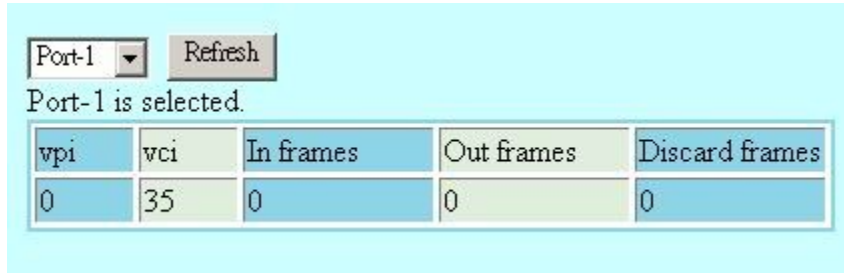 Port-1 Refresh
Port-1 is selected.
vpi vci In frames Out frames Discard frames
0 35 0 0 0